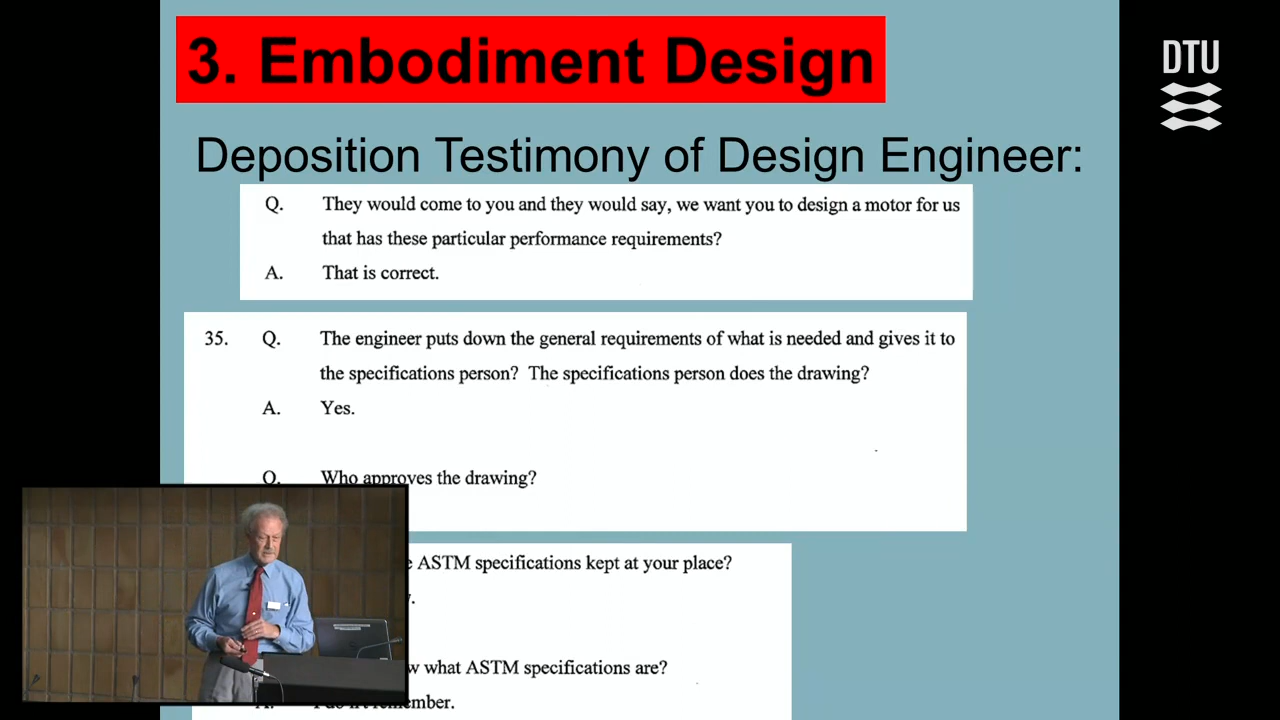 3. Embodiment Design
DTU
Deposition Testimony of Design Engineer:
Q. They would come to you and they would say, we want you to design a motor for us
that has these particular performance requirements?
A. That is correct.
35. Q. The engineer puts down the general requirements of what is needed and gives it to
the specifications person? The specifications person does the drawing?
A. Yes.
Q. Who approves the drawing?
ASTM specifications kept at your place?
what ASTM specifications are?